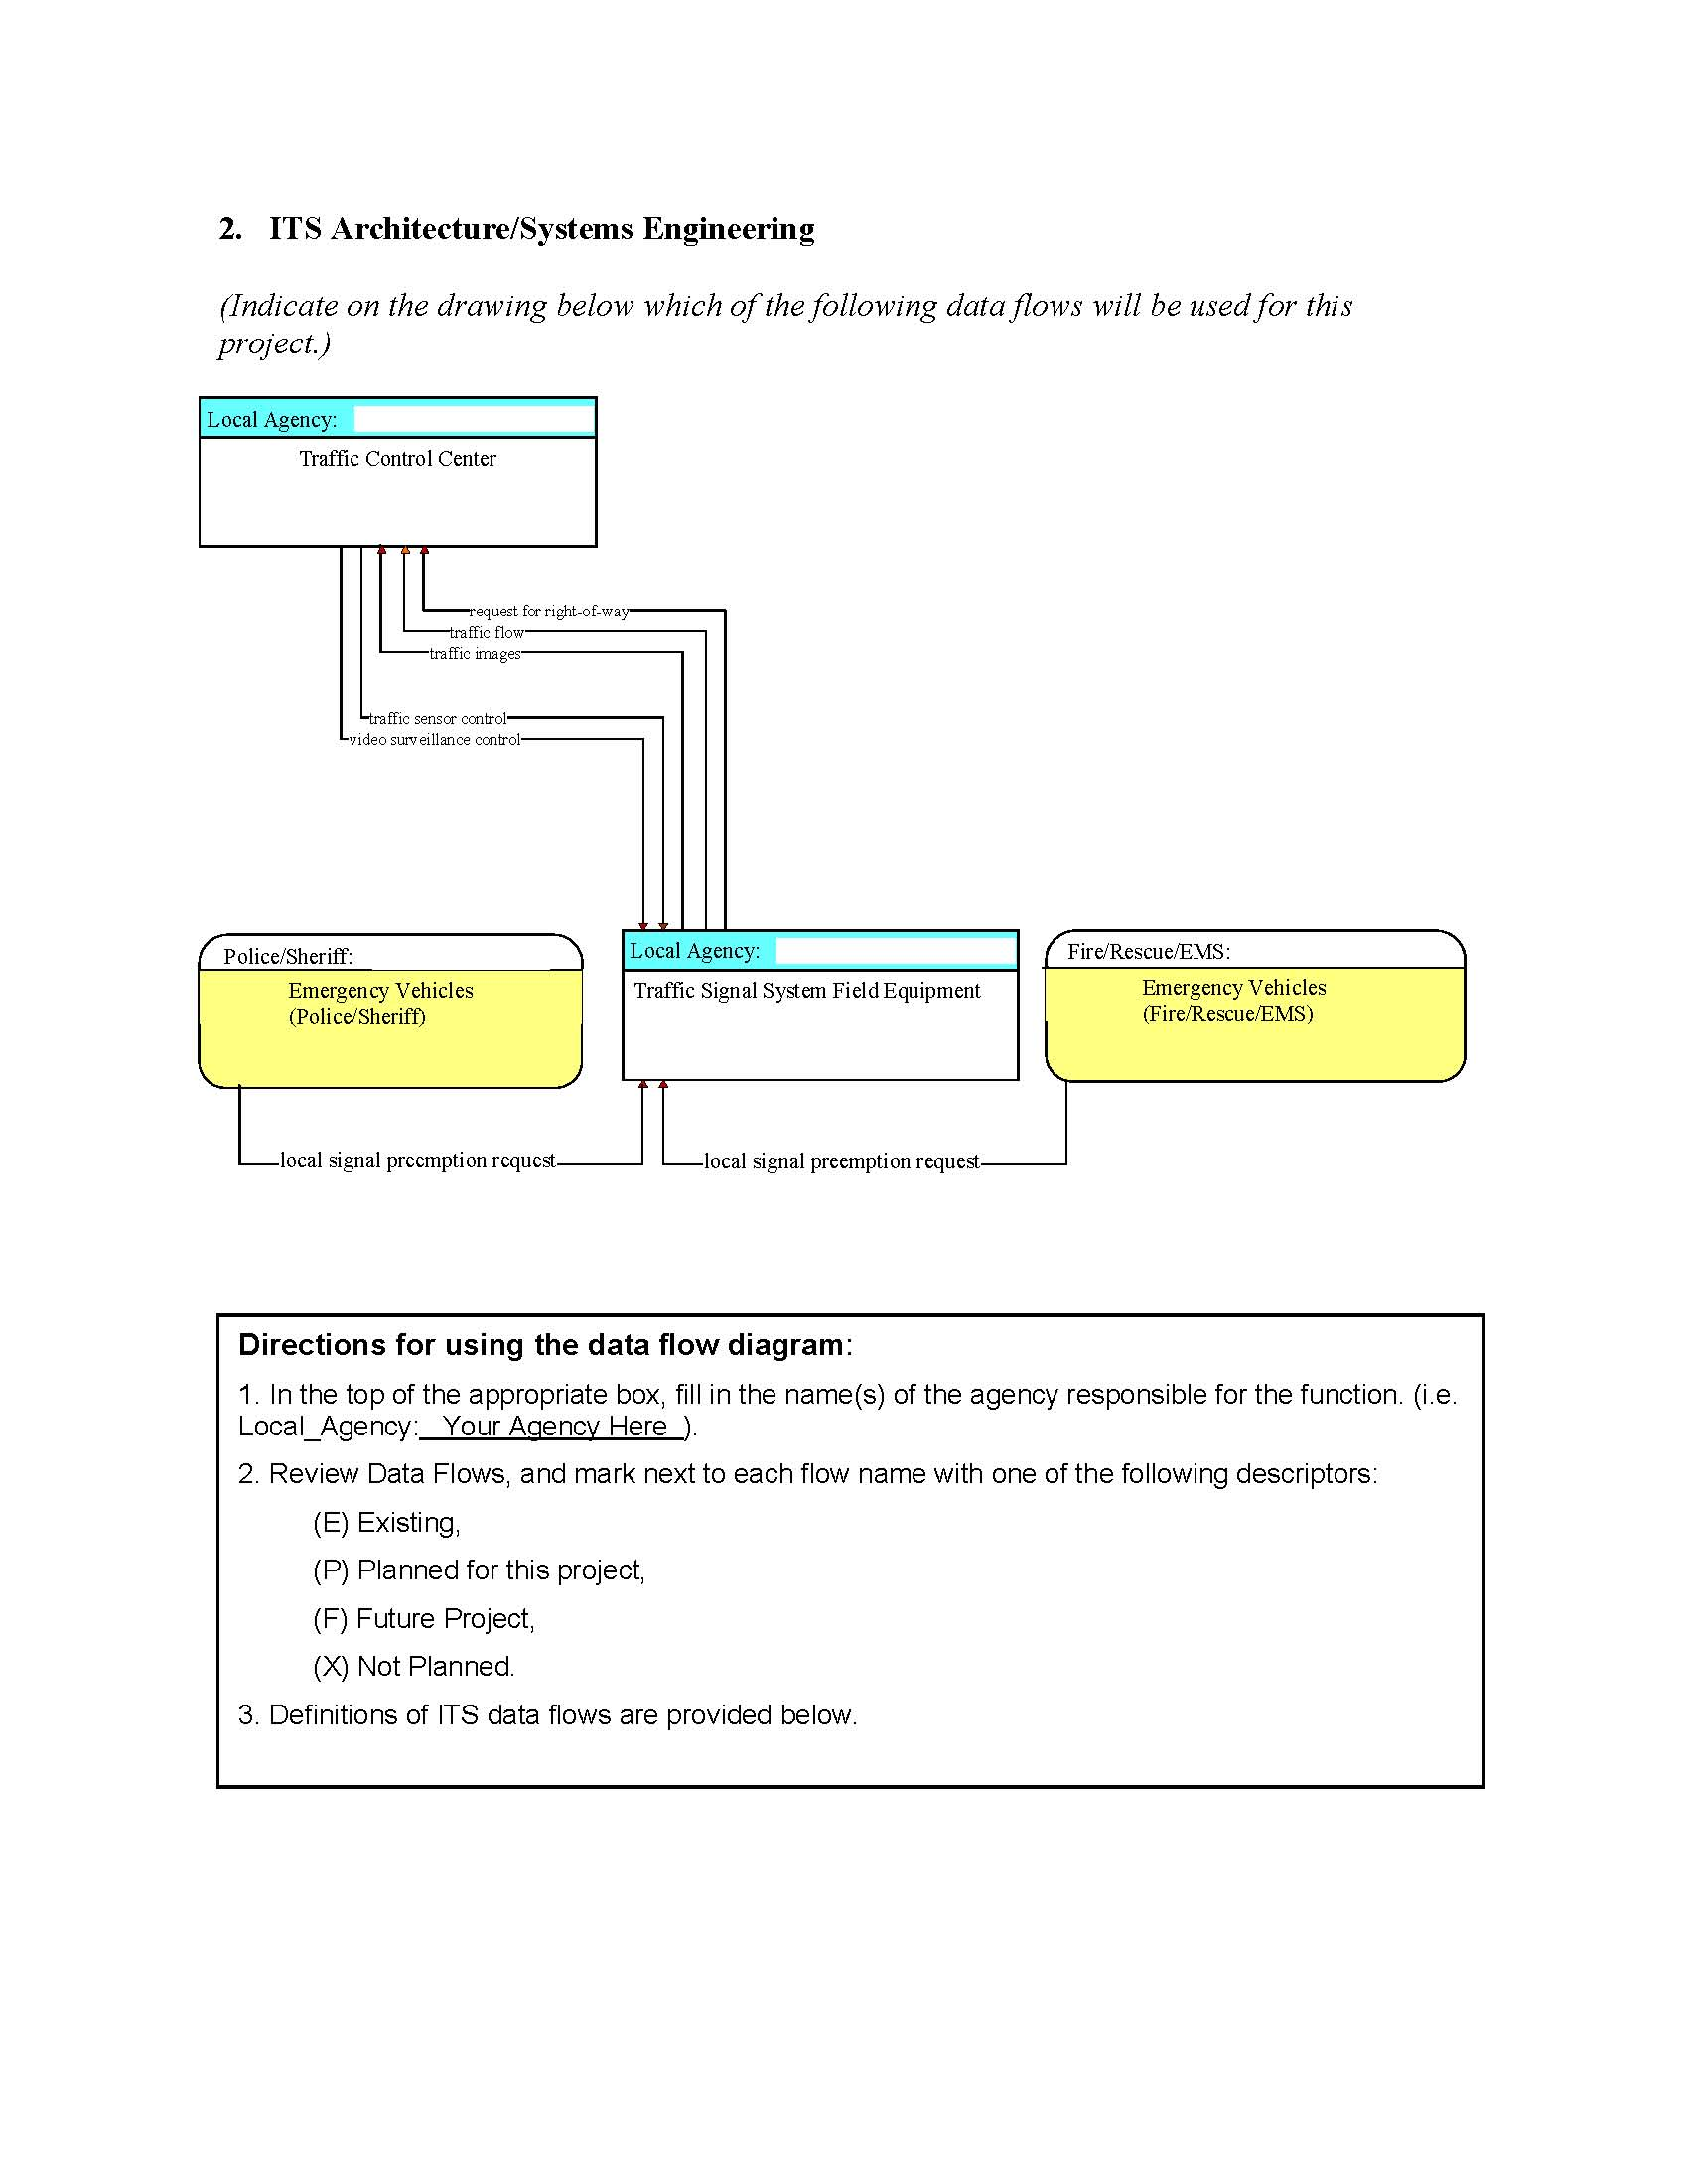 2. ITS Architecture/Systems Engineering
(Indicate on the drawing below which of the following data flows will be used for this
project.)
Local Agency:
Traffic Control Center
request for right-of-way
traffic flow
traffic images
traffic sensor control
video surveillance control
Police/Sheriff:
Emergency Vehicles
(Police/Sheriff)
Local Agency:
Traffic Signal System Field Equipment
Fire/Rescue/EMS:
Emergency Vehicles
(Fire/Rescue/EMS)
local signal preemption request
local signal preemption request
Directions for using the data flow diagram:
1. In the top of the appropriate box, fill in the name(s) of the agency responsible for the function. (i.e.
Local_Agency:__Your Agency Here_).
2. Review Data Flows, and mark next to each flow name with one of the following descriptors:
(E) Existing,
(P) Planned for this project,
(F) Future Project,
(X) Not Planned.
3. Definitions of ITS data flows are provided below.